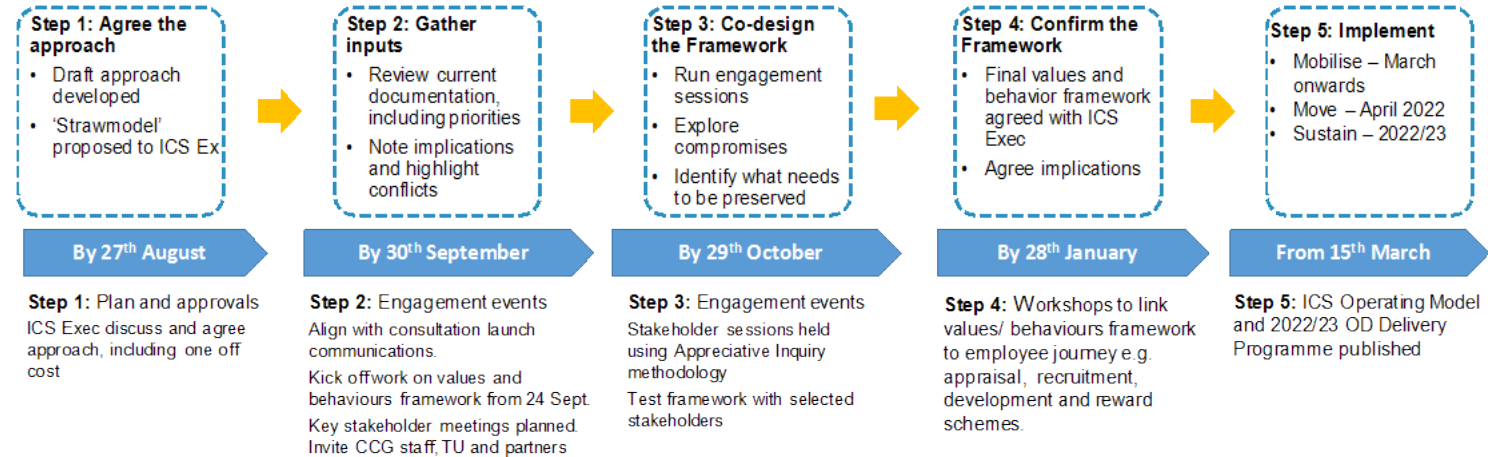 Step 1: Agree the
approach
• Draft approach
developed
• ‘Strawmodel’
proposed to ICS Ex
Step 2: Gather
inputs
• Review current
documentation,
including priorities
• Note implications
and highlight
conflicts
Step 3: Co-design
the Framework
• Run engagement
sessions
• Explore
compromises
• Identify what needs
to be preserved
Step 4: Confirm the
Framework
• Final values and
behavior framework
agreed with ICS
Exec
• Agree implications
Step 5: Implement
• Mobilise – March
onwards
• Move – April 2022
• Sustain – 2022/23
By 27th August
By 30th September
By 29th October
By 28th January
From 15th March
Step 1: Plan and approvals
ICS Exec discuss and agree
approach, including one off
cost
Step 2: Engagement events
Align with consultation launch
communications.
Kick off work on values and
behaviours framework from 24 Sept.
Key stakeholder meetings planned.
Invite CCG staff, TU and partners
Step 3: Engagement events
Stakeholder sessions held
using Appreciative Inquiry
methodology
Test framework with selected
stakeholders
Step 4: Workshops to link
values/ behaviours framework
to employee journey e.g.
appraisal, recruitment,
development and reward
schemes.
Step 5: ICS Operating Model
and 2022/23 OD Delivery
Programme published